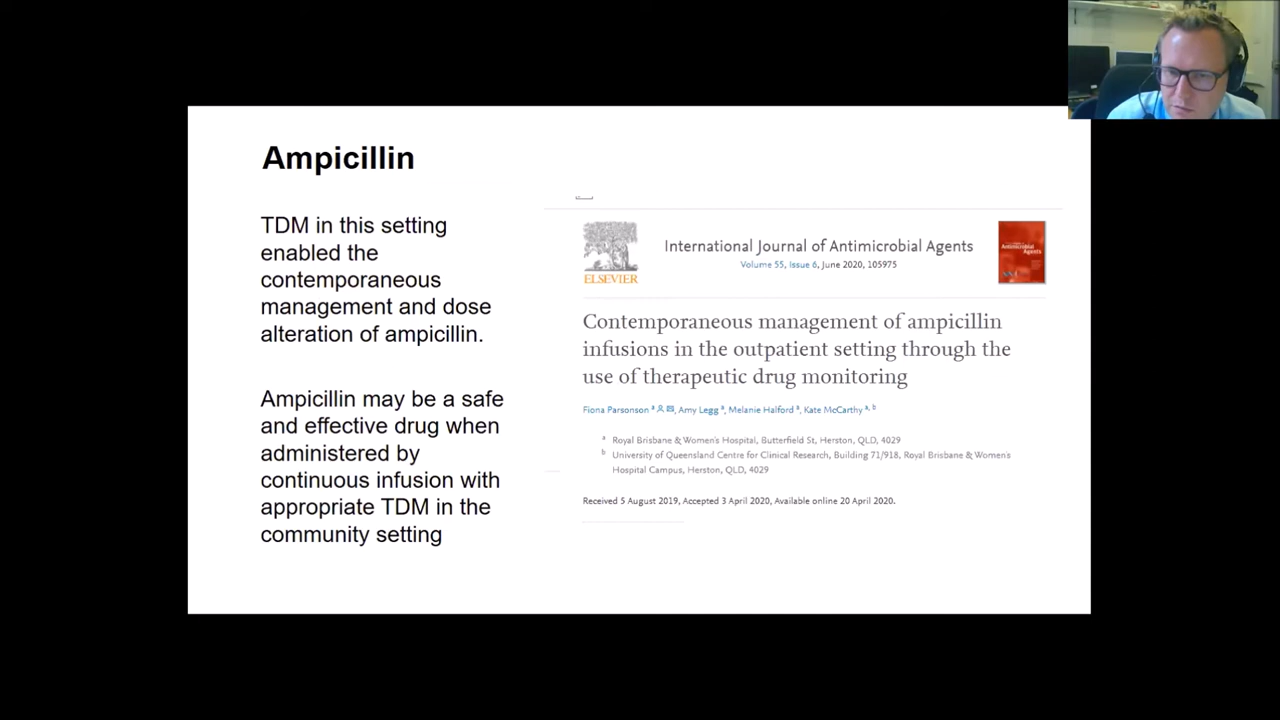 Ampicillin
TDM in this setting
enabled the
contemporaneous
management and dose
alteration of ampicillin.
Ampicillin may be a safe
and effective drug when
administered by
continuous infusion with
appropriate TDM in the
community setting
ELSEVIER
International Journal of Antimicrobial Agents
Volume 55, Issue 6, June 2020, 105975
Antimicrobial
Agents
Contemporaneous management of ampicillin
infusions in the outpatient setting through the
use of therapeutic drug monitoring
Fiona Parsonson a, Amy Legg a, Melanie Halford a, Kate McCarthy a, b
a Royal Brisbane & Women's Hospital, Butterfield St, Herston, QLD, 4029
b University of Queensland Centre for Clinical Research, Building 71/918, Royal Brisbane & Women's
Hospital Campus, Herston, QLD, 4029
Received 5 August 2019, Accepted 3 April 2020, Available online 20 April 2020.